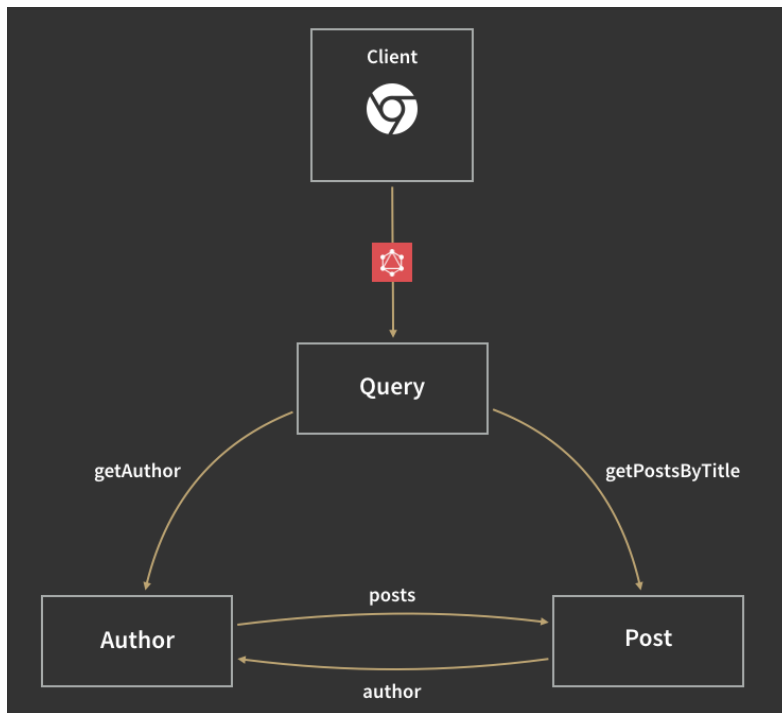 Client
Query
getAuthor
getPostsByTitle
posts
Author
Post
author